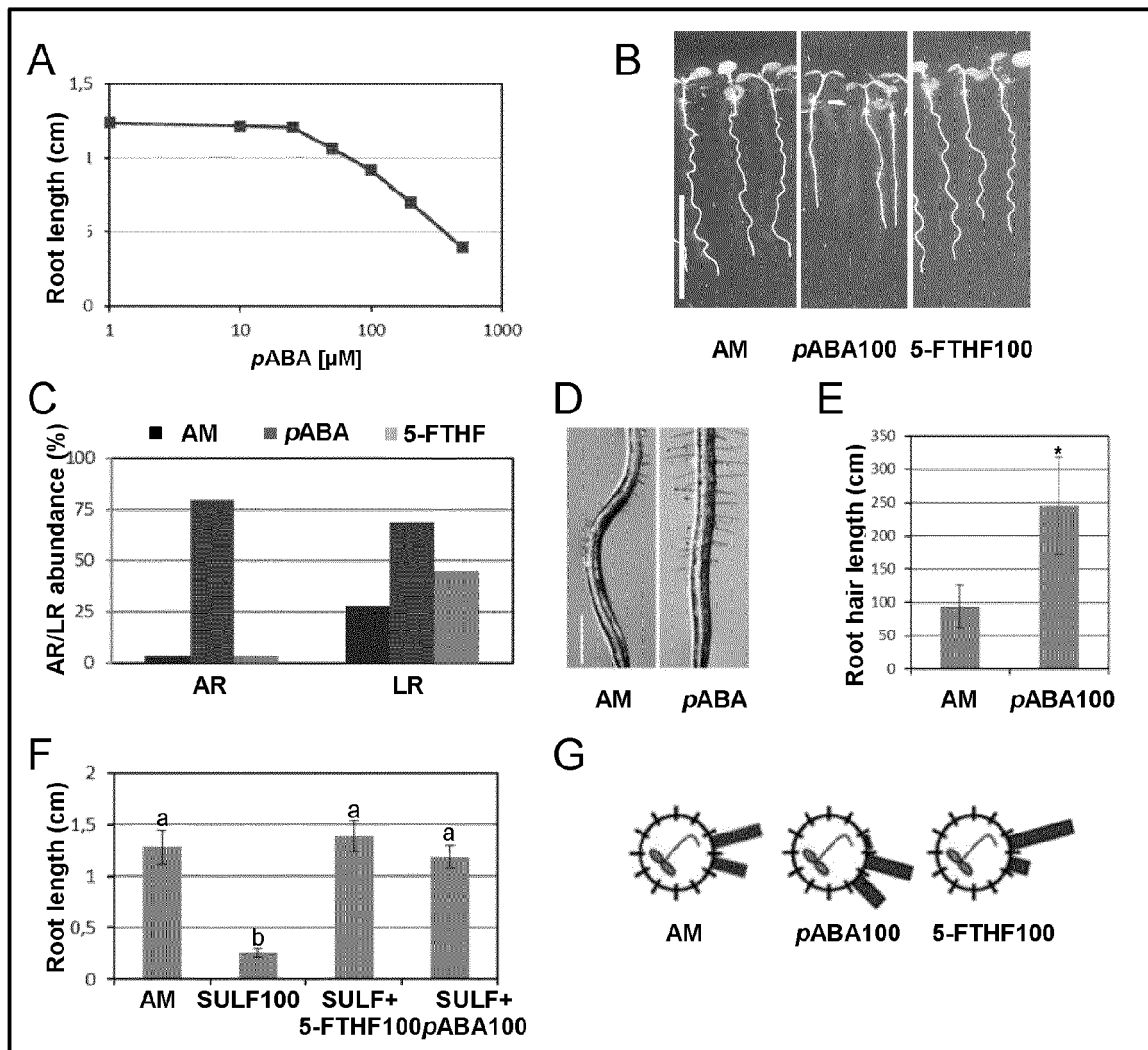 A
Root length (cm)
1,5
1
5
0
1 10 100 1000
pABA [µM]
B
AM pABA100 5-FTHF100
C
AM pABA 5-FTHF
AR/LR abundance (%)
100
75
50
25
0
AR LR
D
AM pABA
E
Root hair length (cm)
350
300
250
200
150
100
50
0
*
AM pABA100
F
Root length (cm)
2
1,5
1
0,5
0
a b a a
AM SULF100 SULF+ SULF+
5-FTHF100 pABA100
G
AM pABA100 5-FTHF100